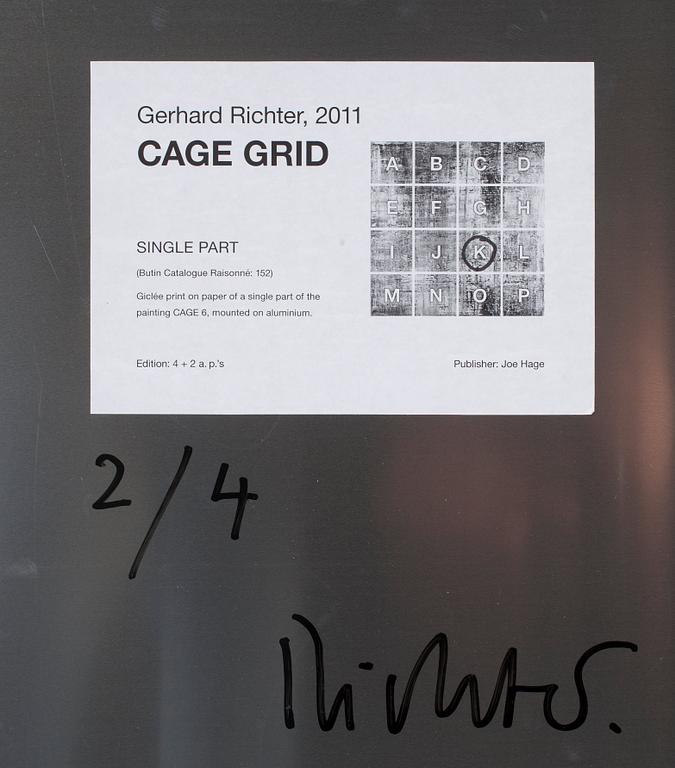 Gerhard Richter, 2011
CAGE GRID
A B C D
E F G H
I J K L
M N O P
SINGLE PART
(Butin Catalogue Raisonné: 152)
Giclée print on paper of a single part of the
painting CAGE 6, mounted on aluminium.
Edition: 4 + 2 a. p.'s
Publisher: Joe Hage
2/4
Richter.